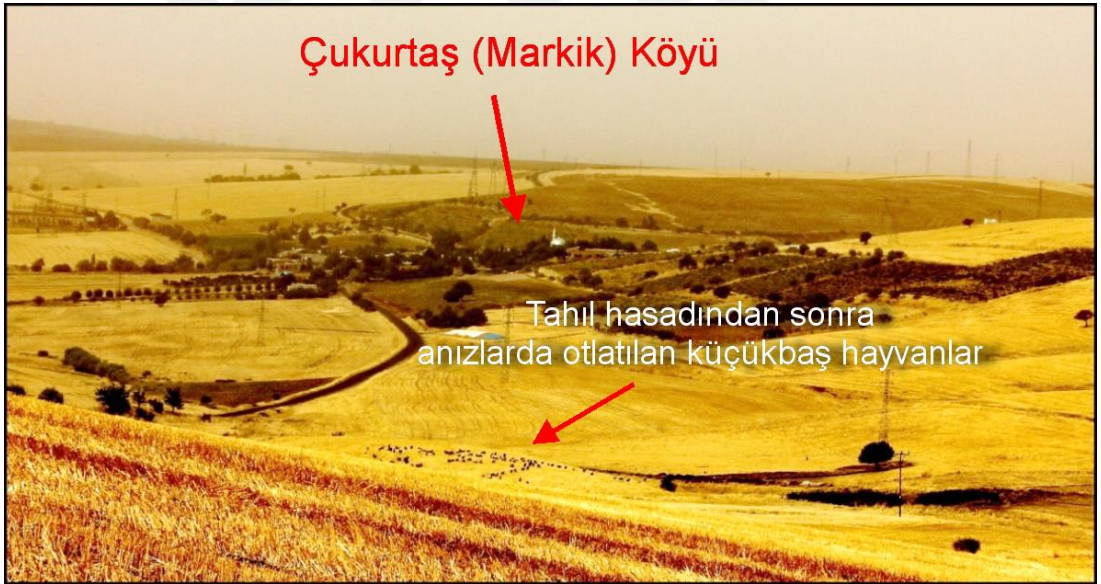 Çukurtaş (Markik) Köyü
Tahıl hasadından sonra
anızlarda otlatılan küçükbaş hayvanlar